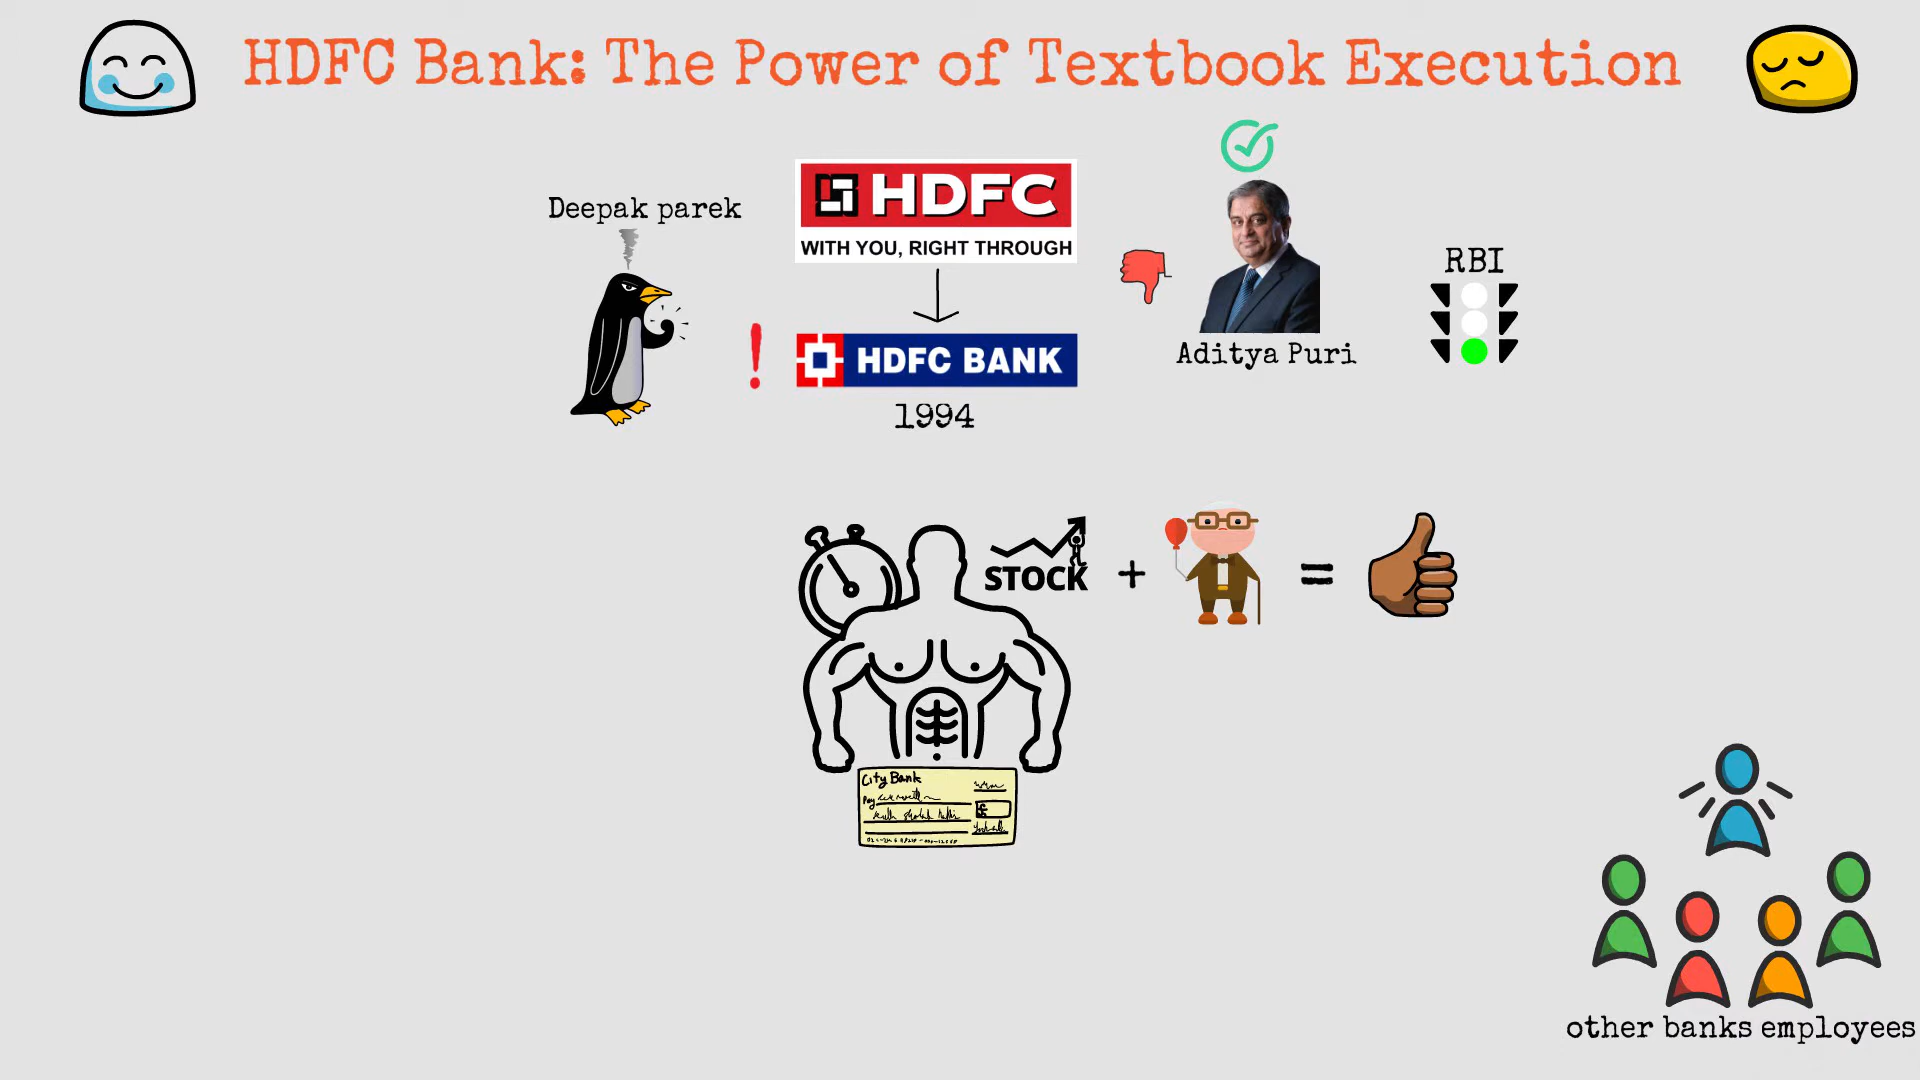 HDFC Bank: The Power of Textbook Execution
Deepak parek
HDFC
WITH YOU, RIGHT THROUGH
HDFC BANK
1994
Aditya Puri
RBI
STOCK
+
=
City Bank
Pay
other banks employees